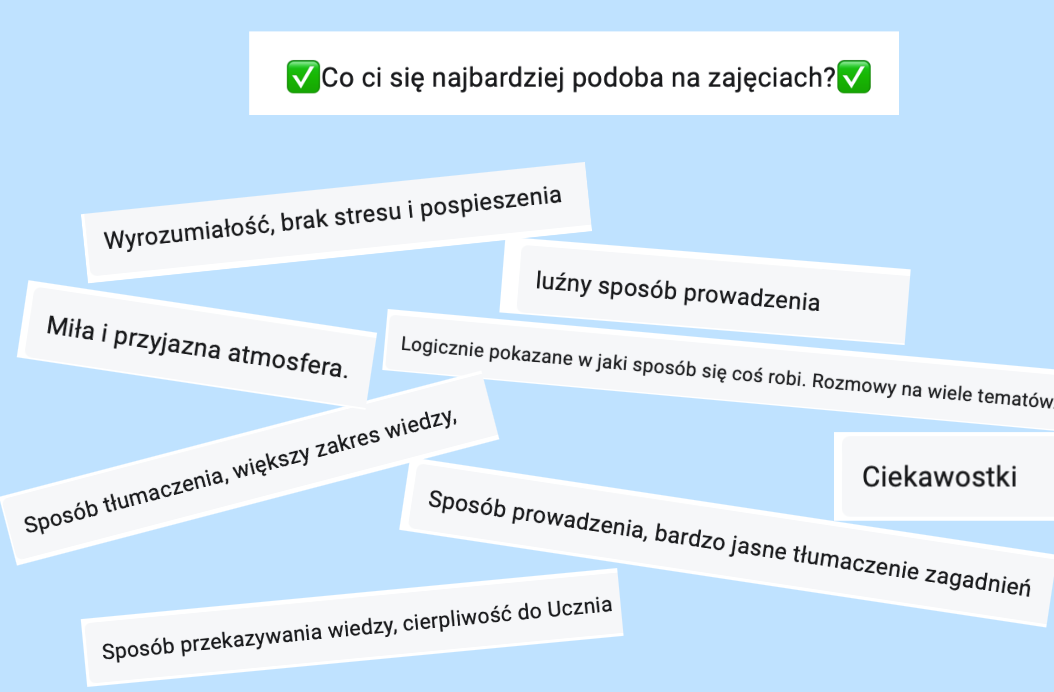 ✅Co ci się najbardziej podoba na zajęciach?✅
Wyrozumiałość, brak stresu i pospieszenia
luźny sposób prowadzenia
Miła i przyjazna atmosfera.
Logicznie pokazane w jaki sposób się coś robi. Rozmowy na wiele tematów.
Sposób tłumaczenia, większy zakres wiedzy,
Ciekawostki
Sposób prowadzenia, bardzo jasne tłumaczenie zagadnień
Sposób przekazywania wiedzy, cierpliwość do Ucznia